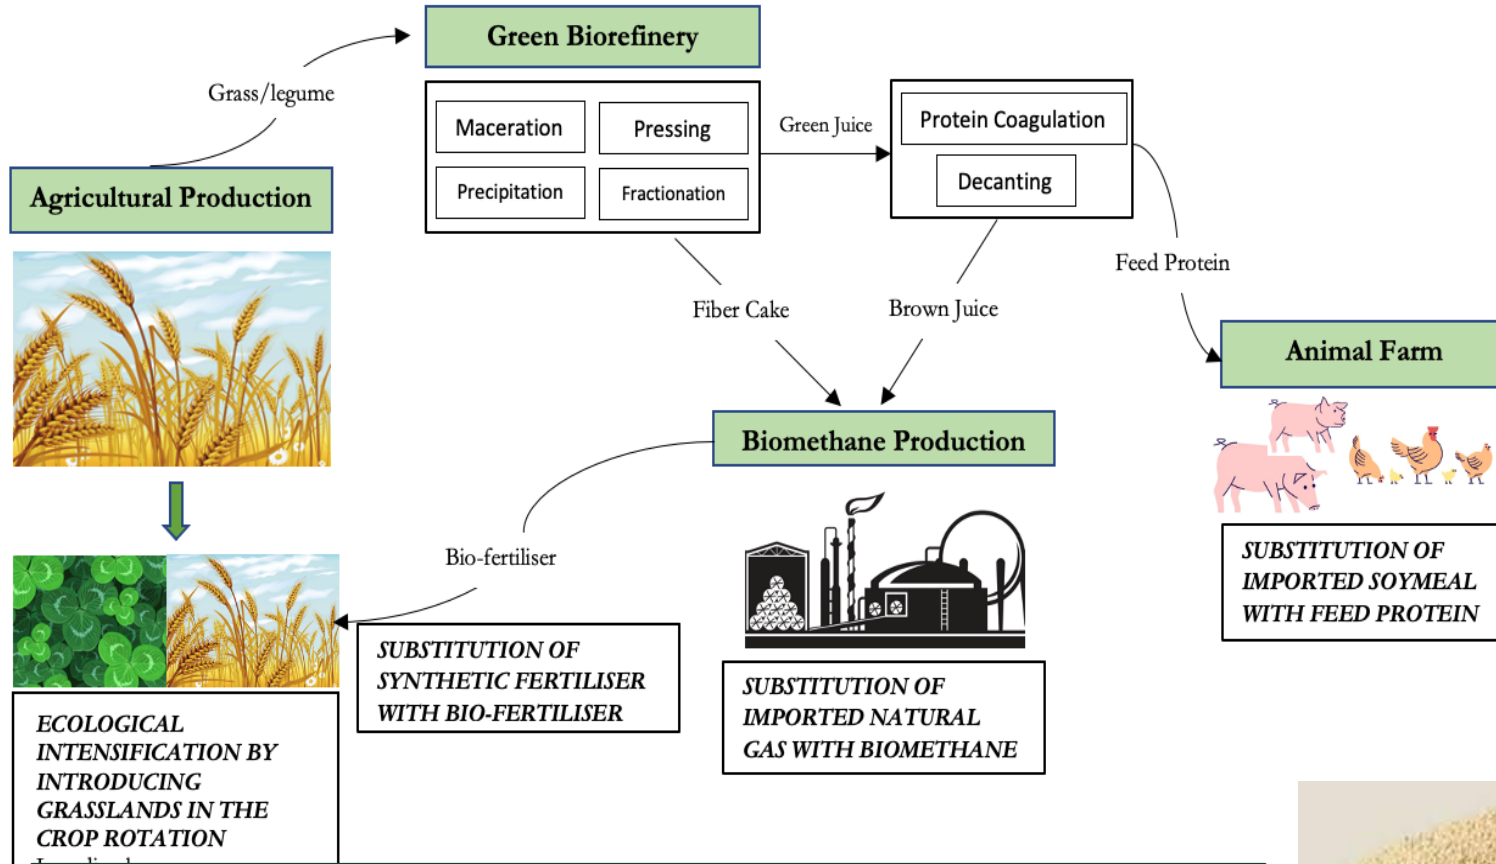 Green Biorefinery
Grass/legume
Maceration
Pressing
Precipitation
Fractionation
Green Juice
Protein Coagulation
Decanting
Agricultural Production
Feed Protein
Fiber Cake
Brown Juice
Animal Farm
Biomethane Production
Bio-fertiliser
SUBSTITUTION OF
IMPORTED SOYMEAL
WITH FEED PROTEIN
SUBSTITUTION OF
SYNTHETIC FERTILISER
WITH BIO-FERTILISER
SUBSTITUTION OF
IMPORTED NATURAL
GAS WITH BIOMETHANE
ECOLOGICAL
INTENSIFICATION BY
INTRODUCING
GRASSLANDS IN THE
CROP ROTATION